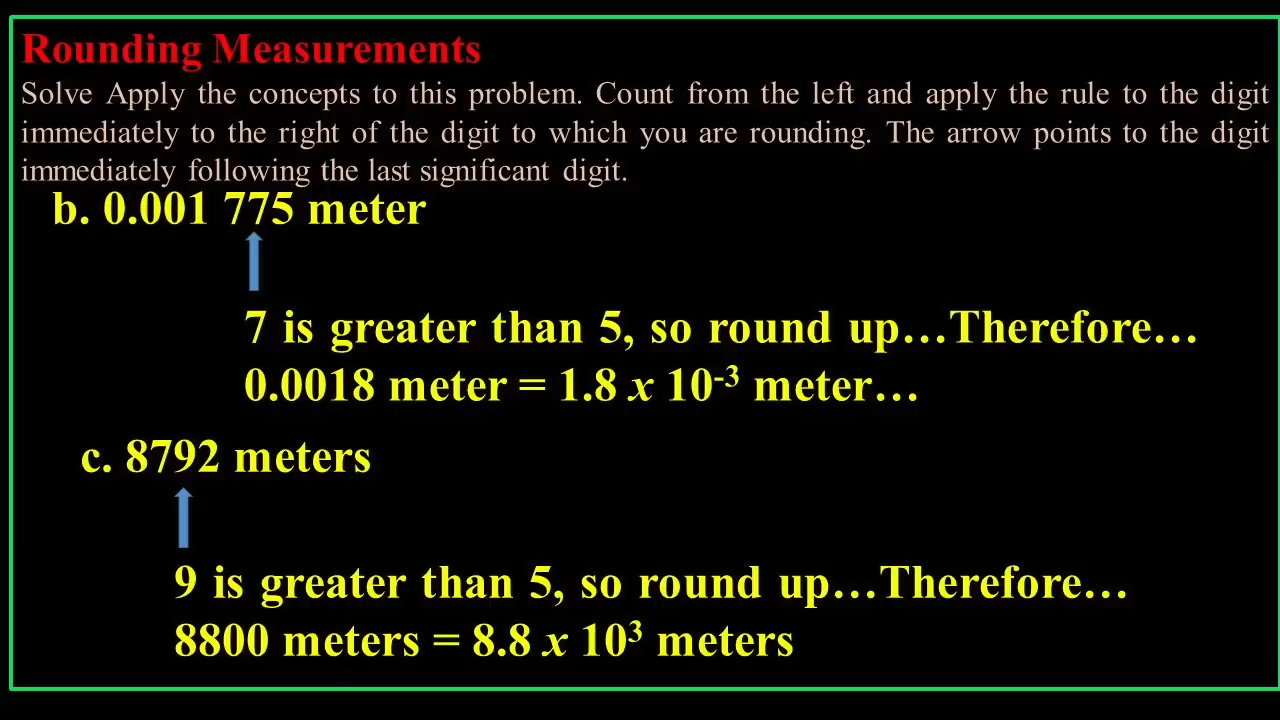 Rounding Measurements
Solve Apply the concepts to this problem. Count from the left and apply the rule to the digit
immediately to the right of the digit to which you are rounding. The arrow points to the digit
immediately following the last significant digit.
b. 0.001 775 meter
7 is greater than 5, so round up…Therefore…
0.0018 meter = 1.8 x 10⁻³ meter…
c. 8792 meters
9 is greater than 5, so round up…Therefore…
8800 meters = 8.8 x 10³ meters